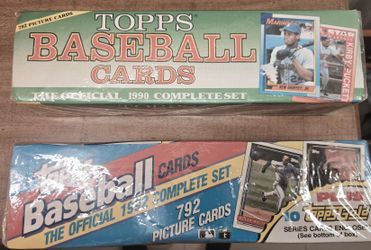 792 PICTURE CARDS
TOPPS
BASEBALL
CARDS
THE OFFICIAL 1990 COMPLETE SET
MARINERS
KEN GRIFFEY, JR.
KIRBY PUCKETT
Topps
Baseball CARDS
THE OFFICIAL 1992 COMPLETE SET
792
PICTURE CARDS
PLUS
10
SERIES CARDS ENCLOSED
(See bottom of box)